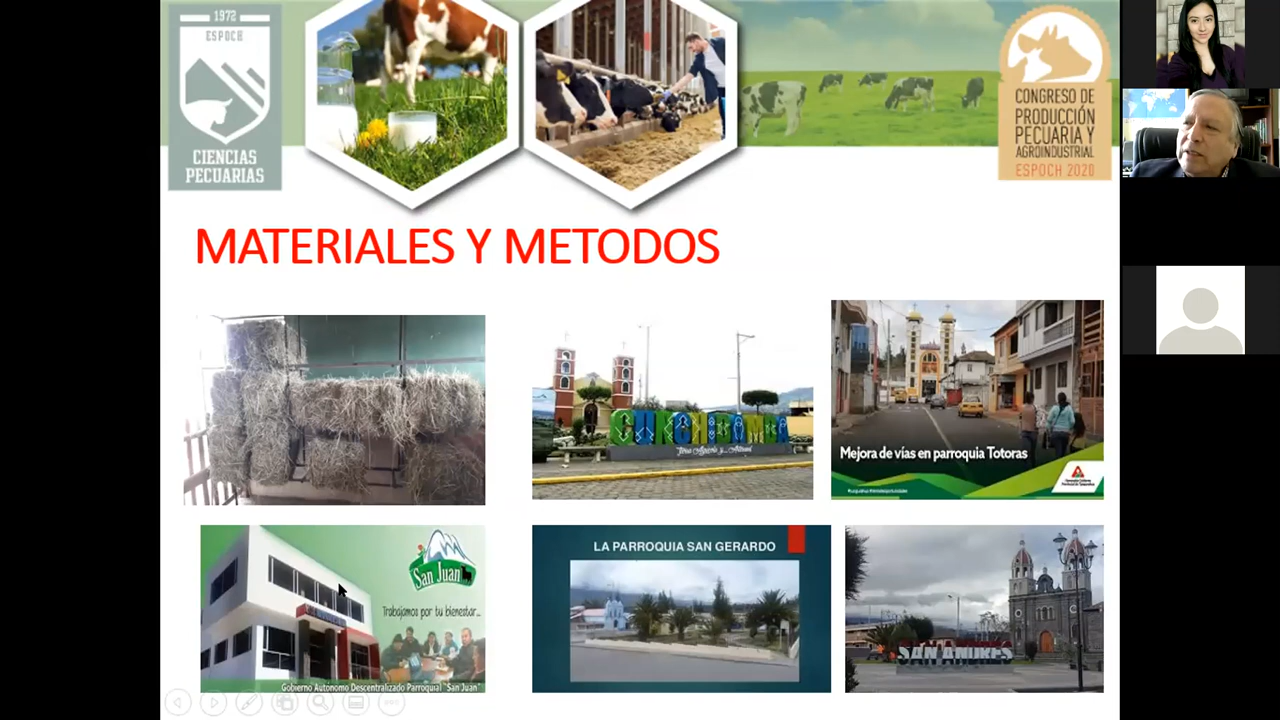 1972
ESPOCH
CIENCIAS
PECUARIAS
CONGRESO DE
PRODUCCIÓN
PECUARIA Y
AGROINDUSTRIAL
ESPOCH 2020
MATERIALES Y METODOS
Mejora de vías en parroquia Totoras
San Juan
Trabajamos por tu bienestar...
Gobierno Autónomo Descentralizado Parroquial "San Juan"
LA PARROQUIA SAN GERARDO
SAN ANDRES